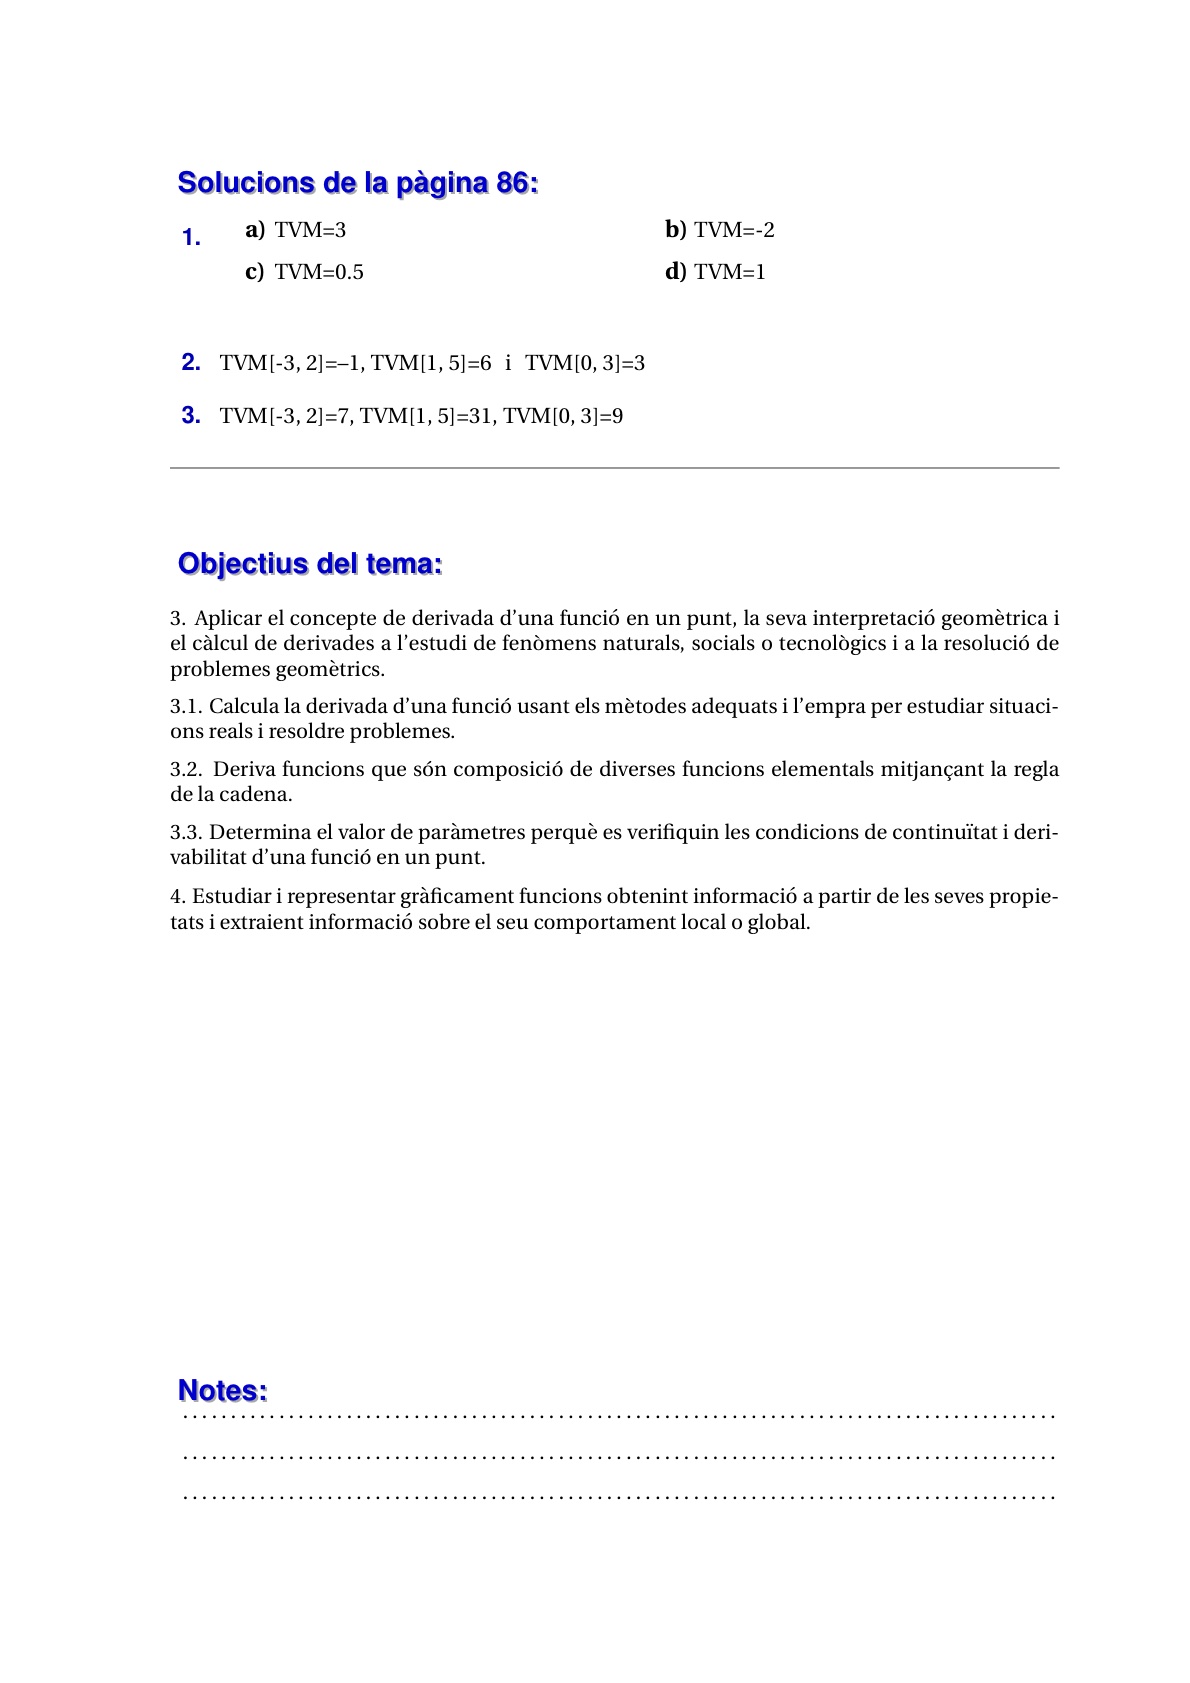 Solucions de la pàgina 86:
1. a) TVM=3 b) TVM=-2
c) TVM=0.5 d) TVM=1
2. TVM[-3, 2]=–1, TVM[1, 5]=6 i TVM[0, 3]=3
3. TVM[-3, 2]=7, TVM[1, 5]=31, TVM[0, 3]=9
Objectius del tema:
3. Aplicar el concepte de derivada d’una funció en un punt, la seva interpretació geomètrica i
el càlcul de derivades a l’estudi de fenòmens naturals, socials o tecnològics i a la resolució de
problemes geomètrics.
3.1. Calcula la derivada d’una funció usant els mètodes adequats i l’empra per estudiar situaci-
ons reals i resoldre problemes.
3.2. Deriva funcions que són composició de diverses funcions elementals mitjançant la regla
de la cadena.
3.3. Determina el valor de paràmetres perquè es verifiquin les condicions de continuïtat i deri-
vabilitat d’una funció en un punt.
4. Estudiar i representar gràficament funcions obtenint informació a partir de les seves propie-
tats i extraient informació sobre el seu comportament local o global.
Notes: